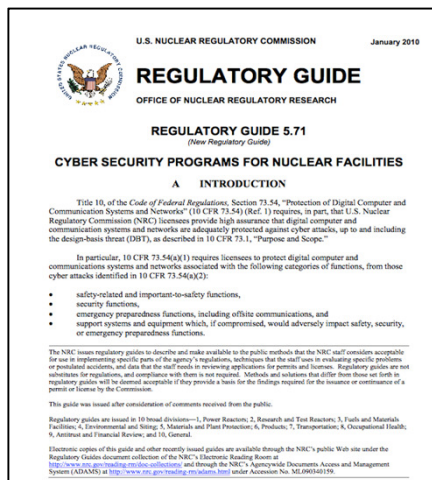 U.S. NUCLEAR REGULATORY COMMISSION
January 2010
REGULATORY GUIDE
OFFICE OF NUCLEAR REGULATORY RESEARCH
REGULATORY GUIDE 5.71
(New Regulatory Guide)
CYBER SECURITY PROGRAMS FOR NUCLEAR FACILITIES
A INTRODUCTION
Title 10, of the Code of Federal Regulations, Section 73.54, “Protection of Digital Computer and
Communication Systems and Networks” (10 CFR 73.54) (Ref. 1) requires, in part, that U.S. Nuclear
Regulatory Commission (NRC) licensees provide high assurance that digital computer and
communication systems and networks are adequately protected against cyber attacks, up to and including
the design-basis threat (DBT), as described in 10 CFR 73.1, “Purpose and Scope.”
In particular, 10 CFR 73.54(a)(1) requires licensees to protect digital computer and
communications systems and networks associated with the following categories of functions, from those
cyber attacks identified in 10 CFR 73.54(a)(2):
• safety-related and important-to-safety functions,
• security functions,
• emergency preparedness functions, including offsite communications, and
• support systems and equipment which, if compromised, would adversely impact safety, security,
or emergency preparedness functions.
The NRC issues regulatory guides to describe and make available to the public methods that the NRC staff considers acceptable
for use in implementing specific parts of the agency's regulations, techniques that the staff uses in evaluating specific problems
or postulated accidents, and data that the staff needs in reviewing applications for permits and licenses. Regulatory guides are not
substitutes for regulations, and compliance with them is not required. Methods and solutions that differ from those set forth in
regulatory guides will be deemed acceptable if they provide a basis for the findings required for the issuance or continuance of a
permit or license by the Commission.
This guide was issued after consideration of comments received from the public.
Regulatory guides are issued in 10 broad divisions—1, Power Reactors; 2, Research and Test Reactors; 3, Fuels and Materials
Facilities; 4, Environmental and Siting; 5, Materials and Plant Protection; 6, Products; 7, Transportation; 8, Occupational Health;
9, Antitrust and Financial Review; and 10, General.
Electronic copies of this guide and other recently issued guides are available through the NRC's public Web site under the
Regulatory Guides document collection of the NRC's Electronic Reading Room at
http://www.nrc.gov/reading-rm/doc-collections/ and through the NRC's Agencywide Documents Access and Management
System (ADAMS) at http://www.nrc.gov/reading-rm/adams.html under Accession No. ML090340159.